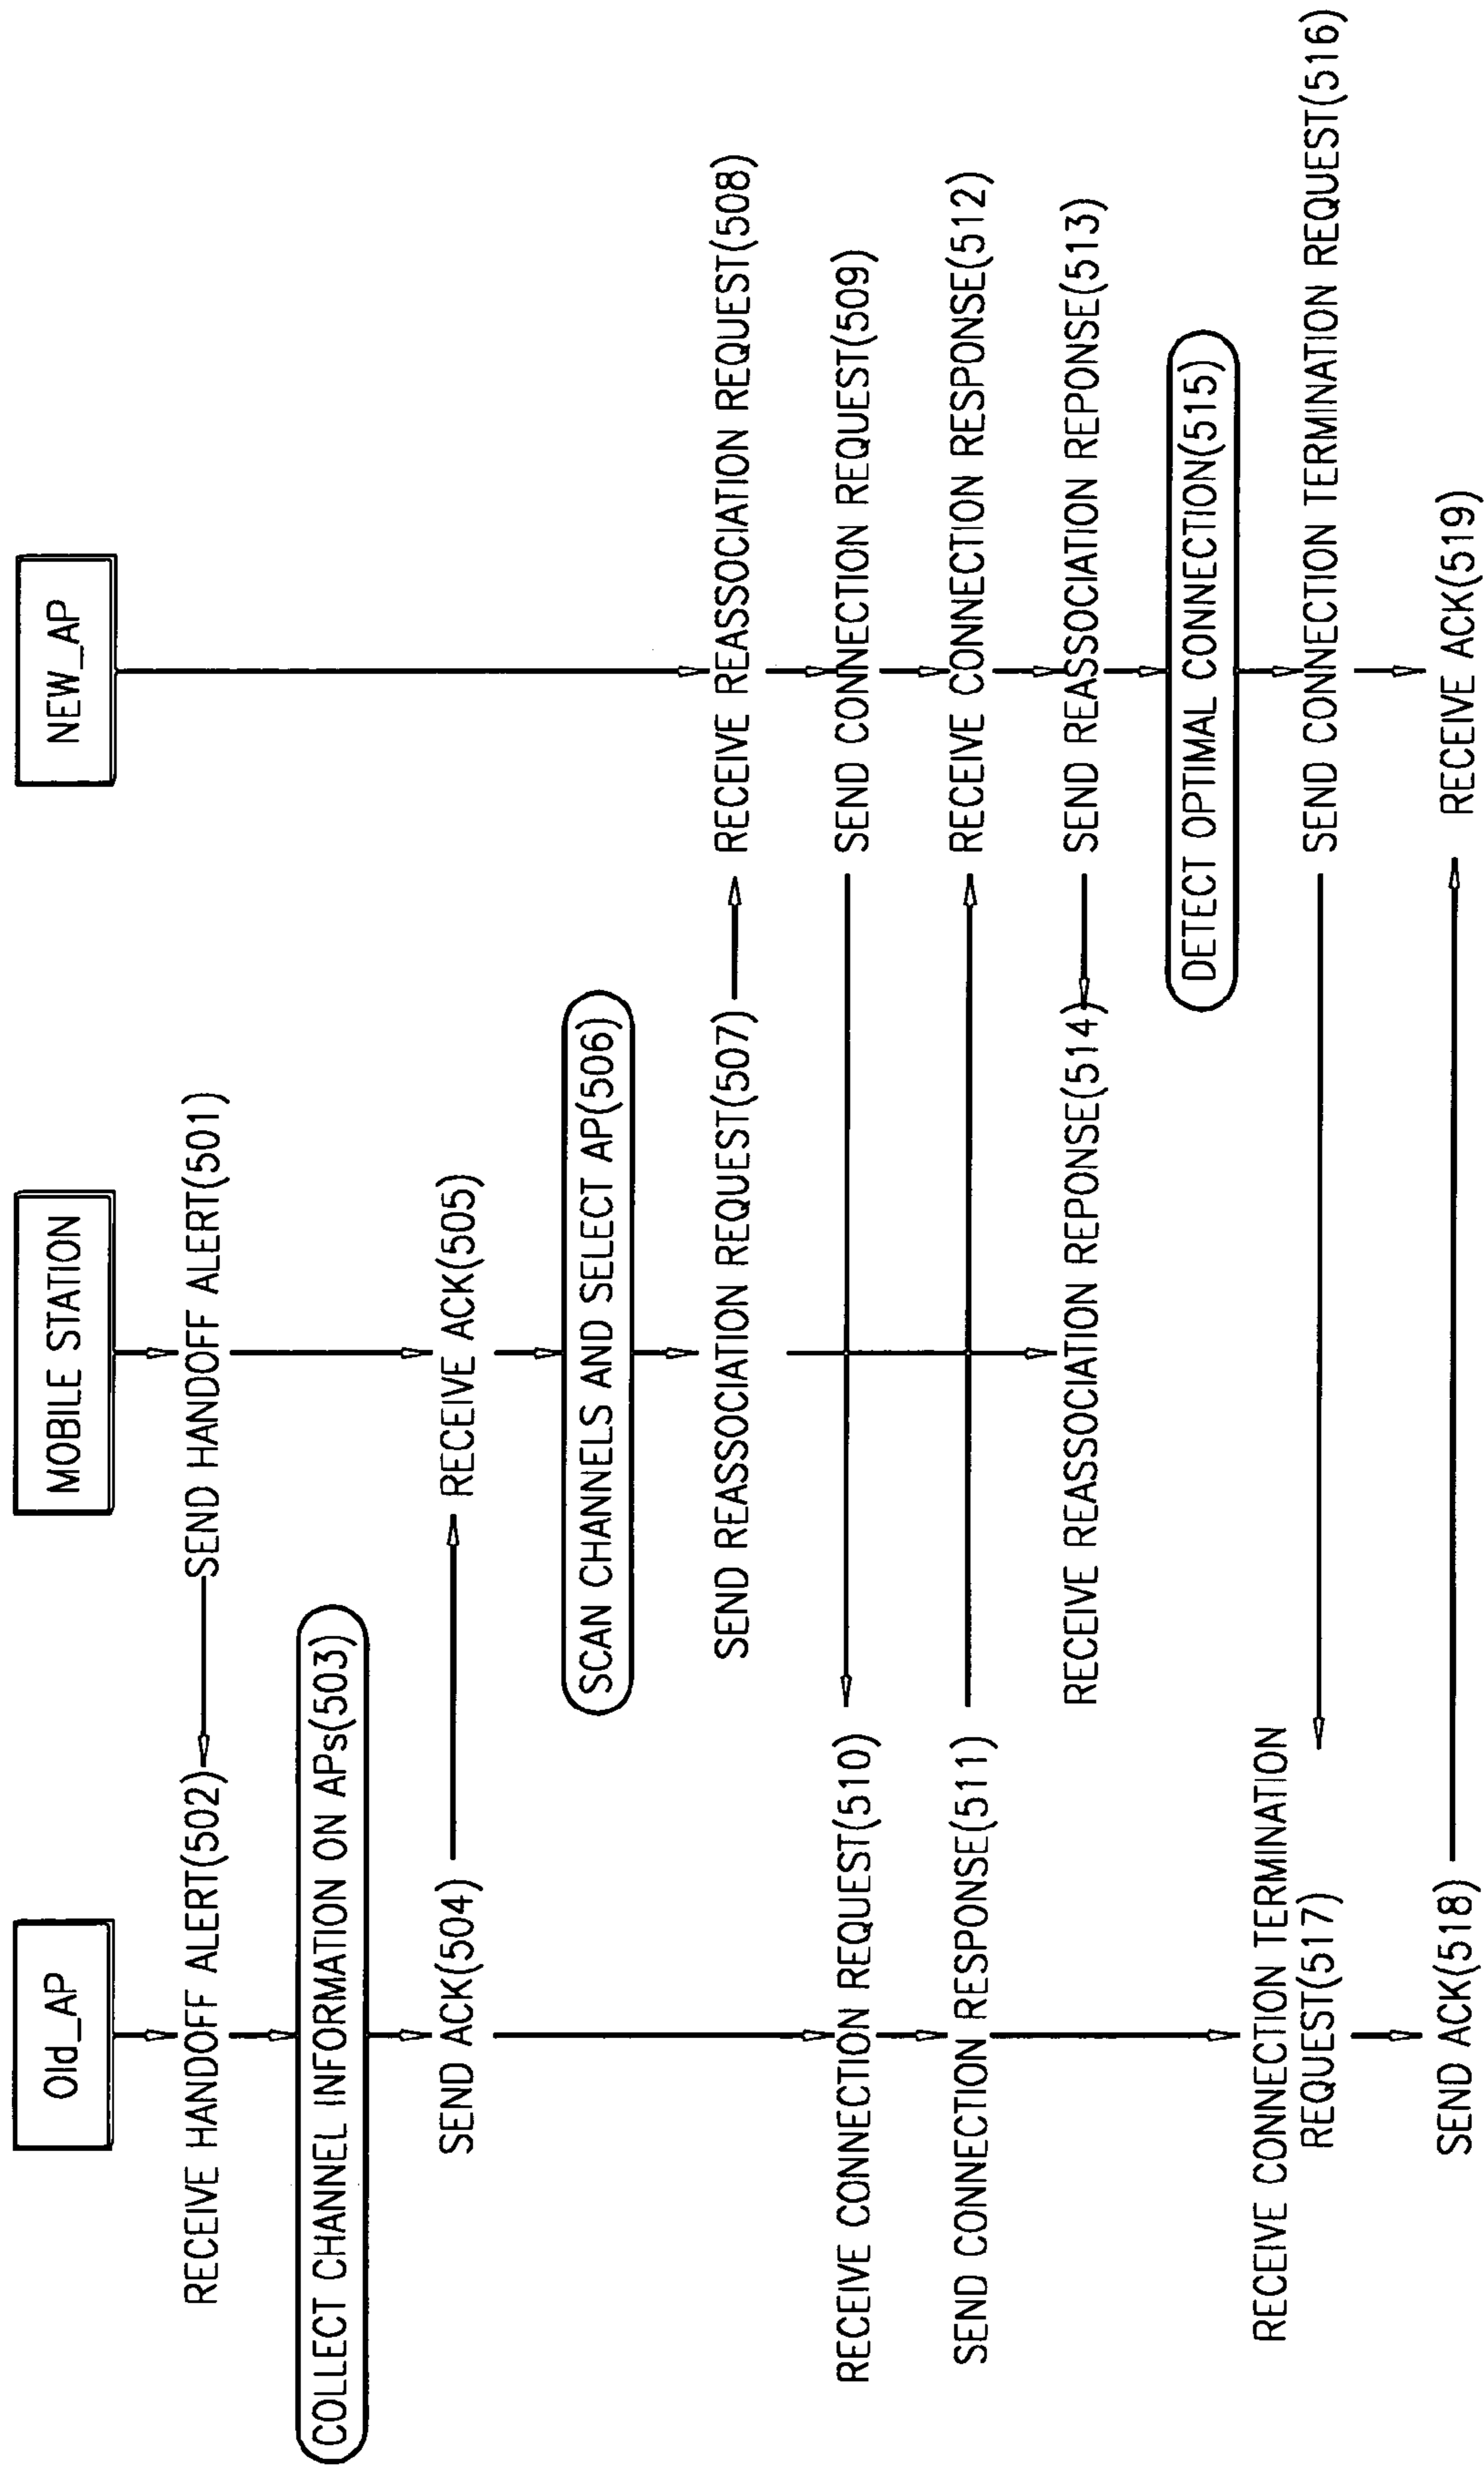 Old_AP
MOBILE STATION
NEW_AP
RECEIVE HANDOFF ALERT(502)
SEND HANDOFF ALERT(501)
COLLECT CHANNEL INFORMATION ON APs(503)
SEND ACK(504)
RECEIVE ACK(505)
SCAN CHANNELS AND SELECT AP(506)
SEND REASSOCIATION REQUEST(507)
RECEIVE REASSOCIATION REQUEST(508)
RECEIVE CONNECTION REQUEST(510)
SEND CONNECTION REQUEST(509)
SEND CONNECTION RESPONSE(511)
RECEIVE CONNECTION RESPONSE(512)
RECEIVE REASSOCIATION REPONSE(514)
SEND REASSOCIATION REPONSE(513)
DETECT OPTIMAL CONNECTION(515)
RECEIVE CONNECTION TERMINATION
REQUEST(517)
SEND CONNECTION TERMINATION REQUEST(516)
SEND ACK(518)
RECEIVE ACK(519)